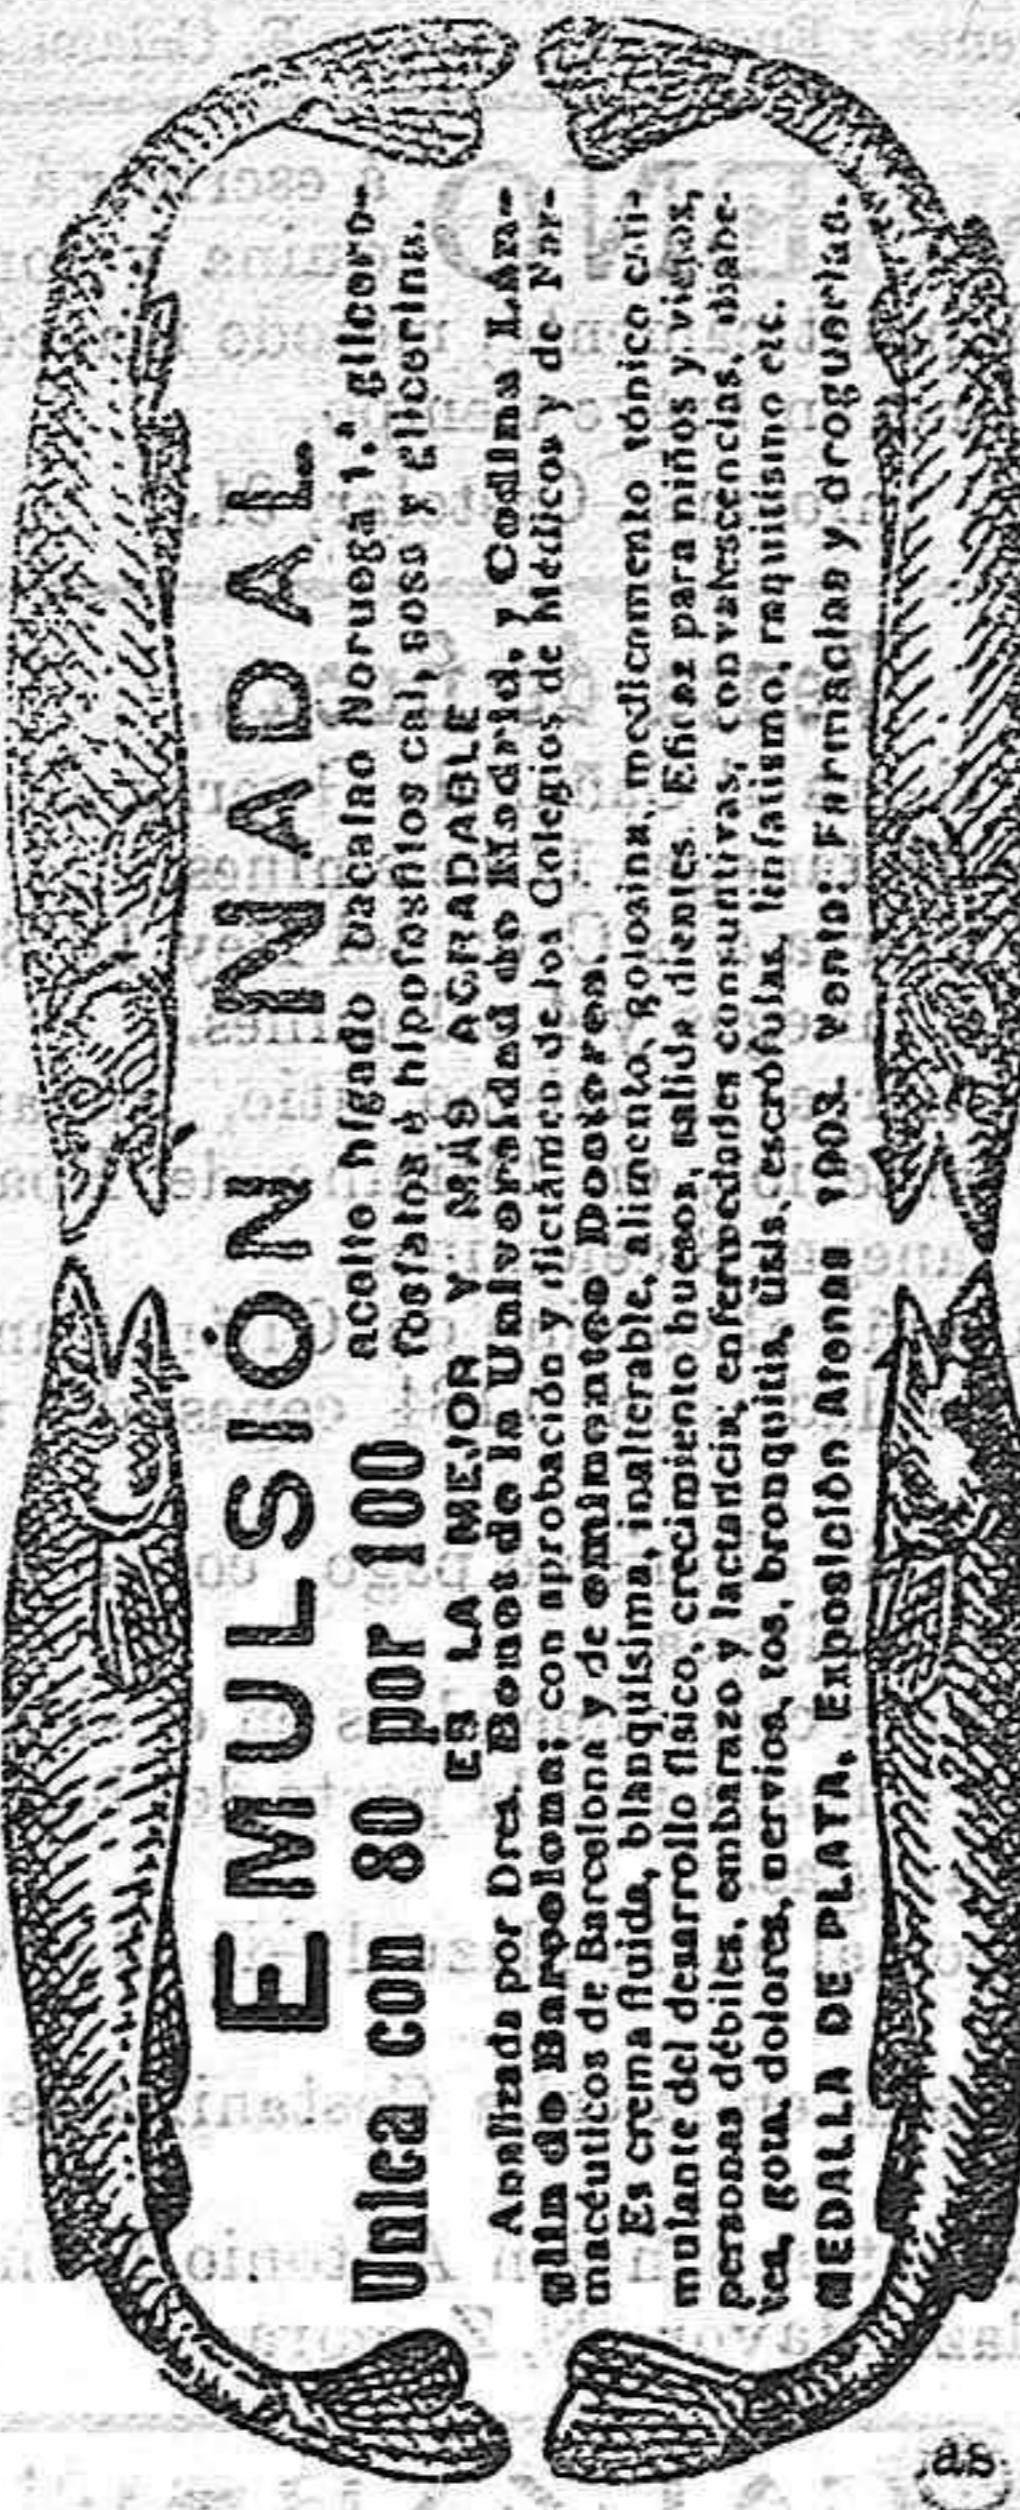 EMULSIÓN NADAL
Unica con 80 por 100 aceite hígado bacalao Noruega 1.ª glicero-
fosfatos é hipofosfitos cal, sosa y glicerina.
ES LA MEJOR Y MÁS AGRADABLE
Analizada por Dres. Bonet de la Universidad de Madrid, y Codina Län-
glin de Barcelona; con aprobación y dictámen de los Colegios de Médicos y de Far-
macéuticos de Barcelona y de eminentes Doctores.
Es crema fluida, blanquísima, inalterable, alimento, golosina, medicamento tónico esti-
mulante del desarrollo físico, crecimiento huesos, salida dientes. Eficaz para niños y viejos,
personas débiles, embarazo y lactancia, enfermedades consuntivas, convalescencias, diabe-
tes, gota, dolores, nervios, tos, bronquitis, tisis, escrófulas, linfatismo, raquitismo etc.
MEDALLA DE PLATA, Exposición Atenas 1903. Venta: Farmacias y droguerías.